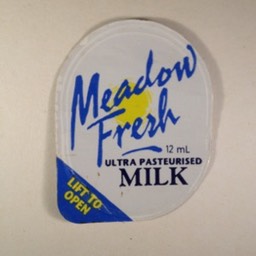 Meadow
Fresh
12 mL
ULTRA PASTEURISED
MILK
LIFT TO
OPEN